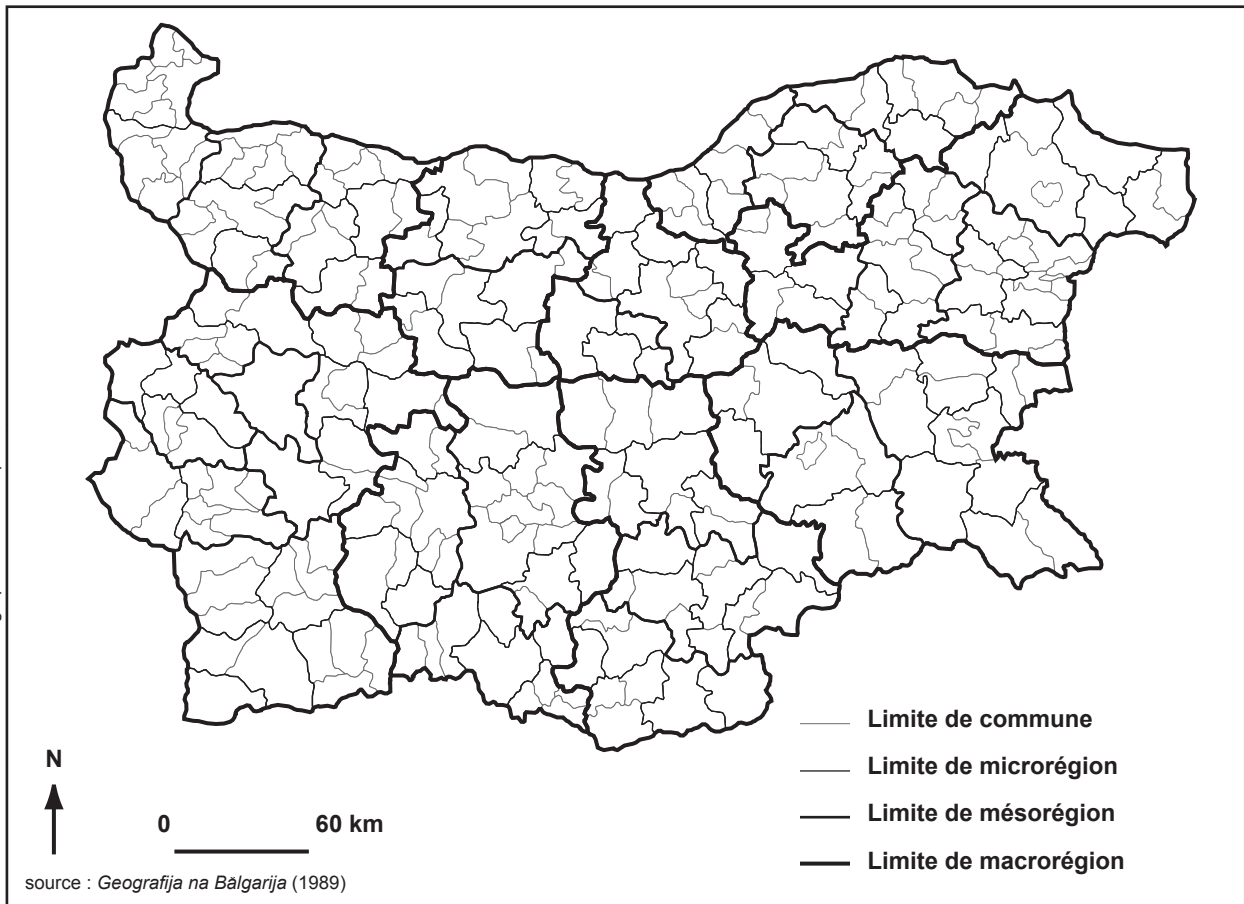 Limite de commune
Limite de microrégion
Limite de mésorégion
Limite de macrorégion
N
0 60 km
source : Geografija na Bălgarija (1989)